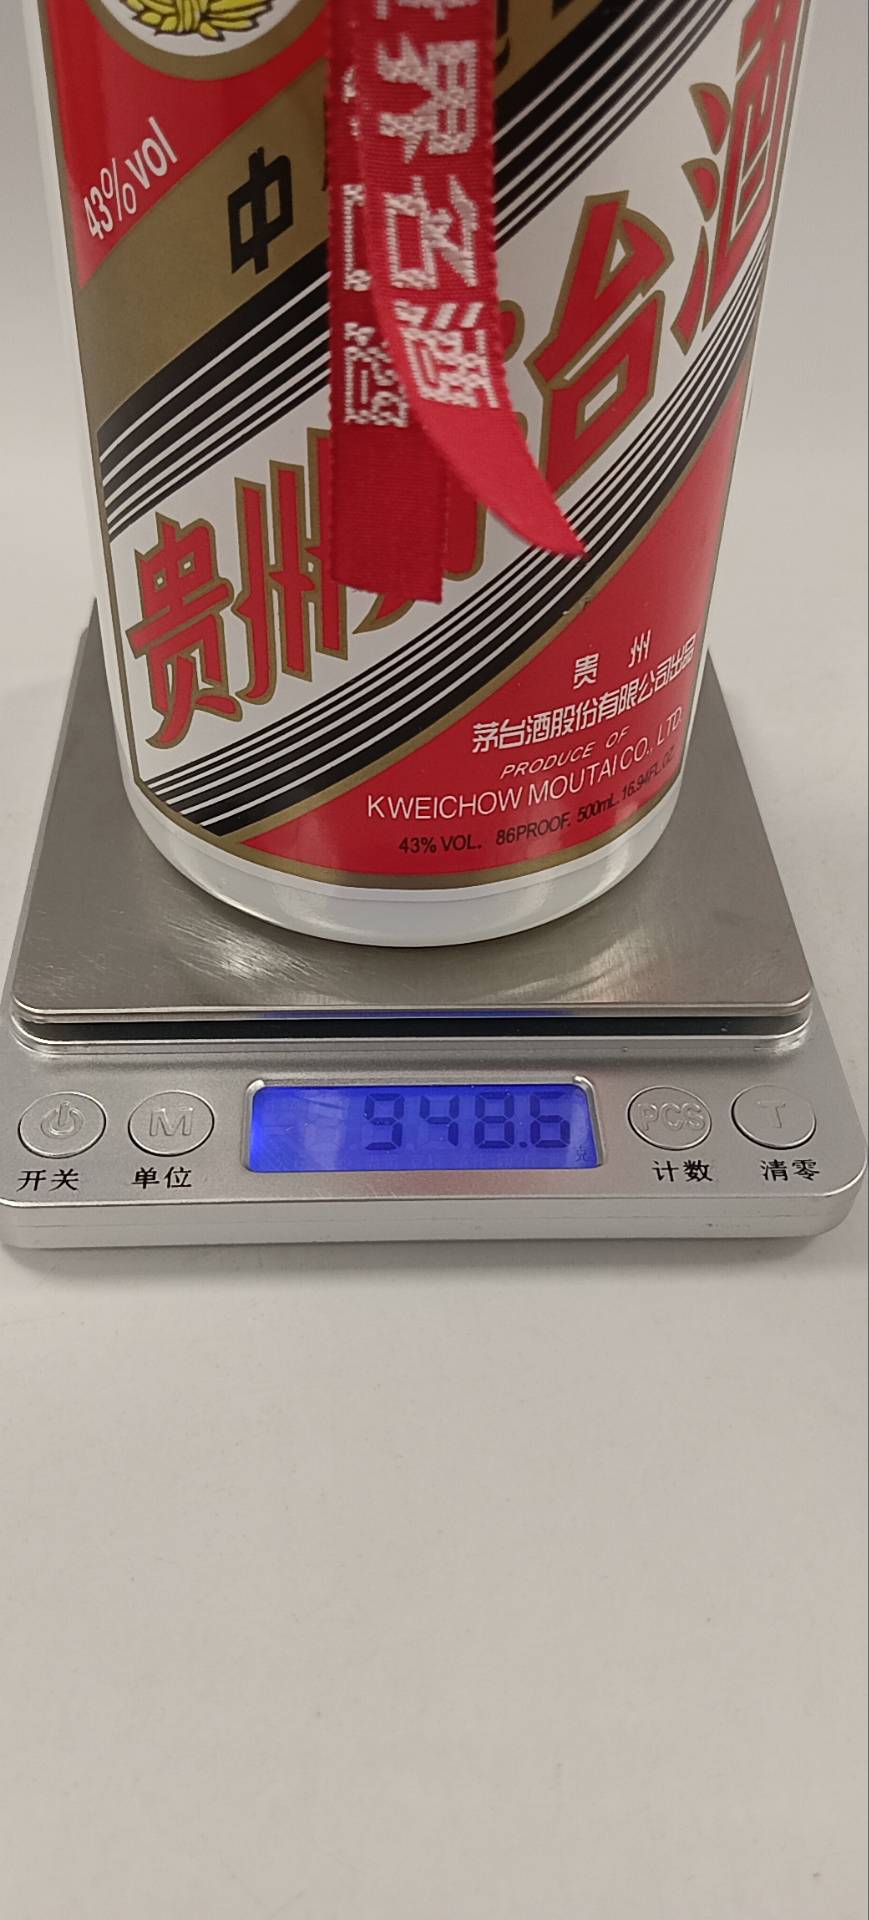 43%vol
中
界名酒
贵州 台酒
贵 州
茅台酒股份有限公司出品
PRODUCE OF
KWEICHOW MOUTAI CO., LTD.
43% VOL. 86PROOF. 500mL. 16.94FL.OZ
948.6
克
M
PCS
T
开关
单位
计数
清零